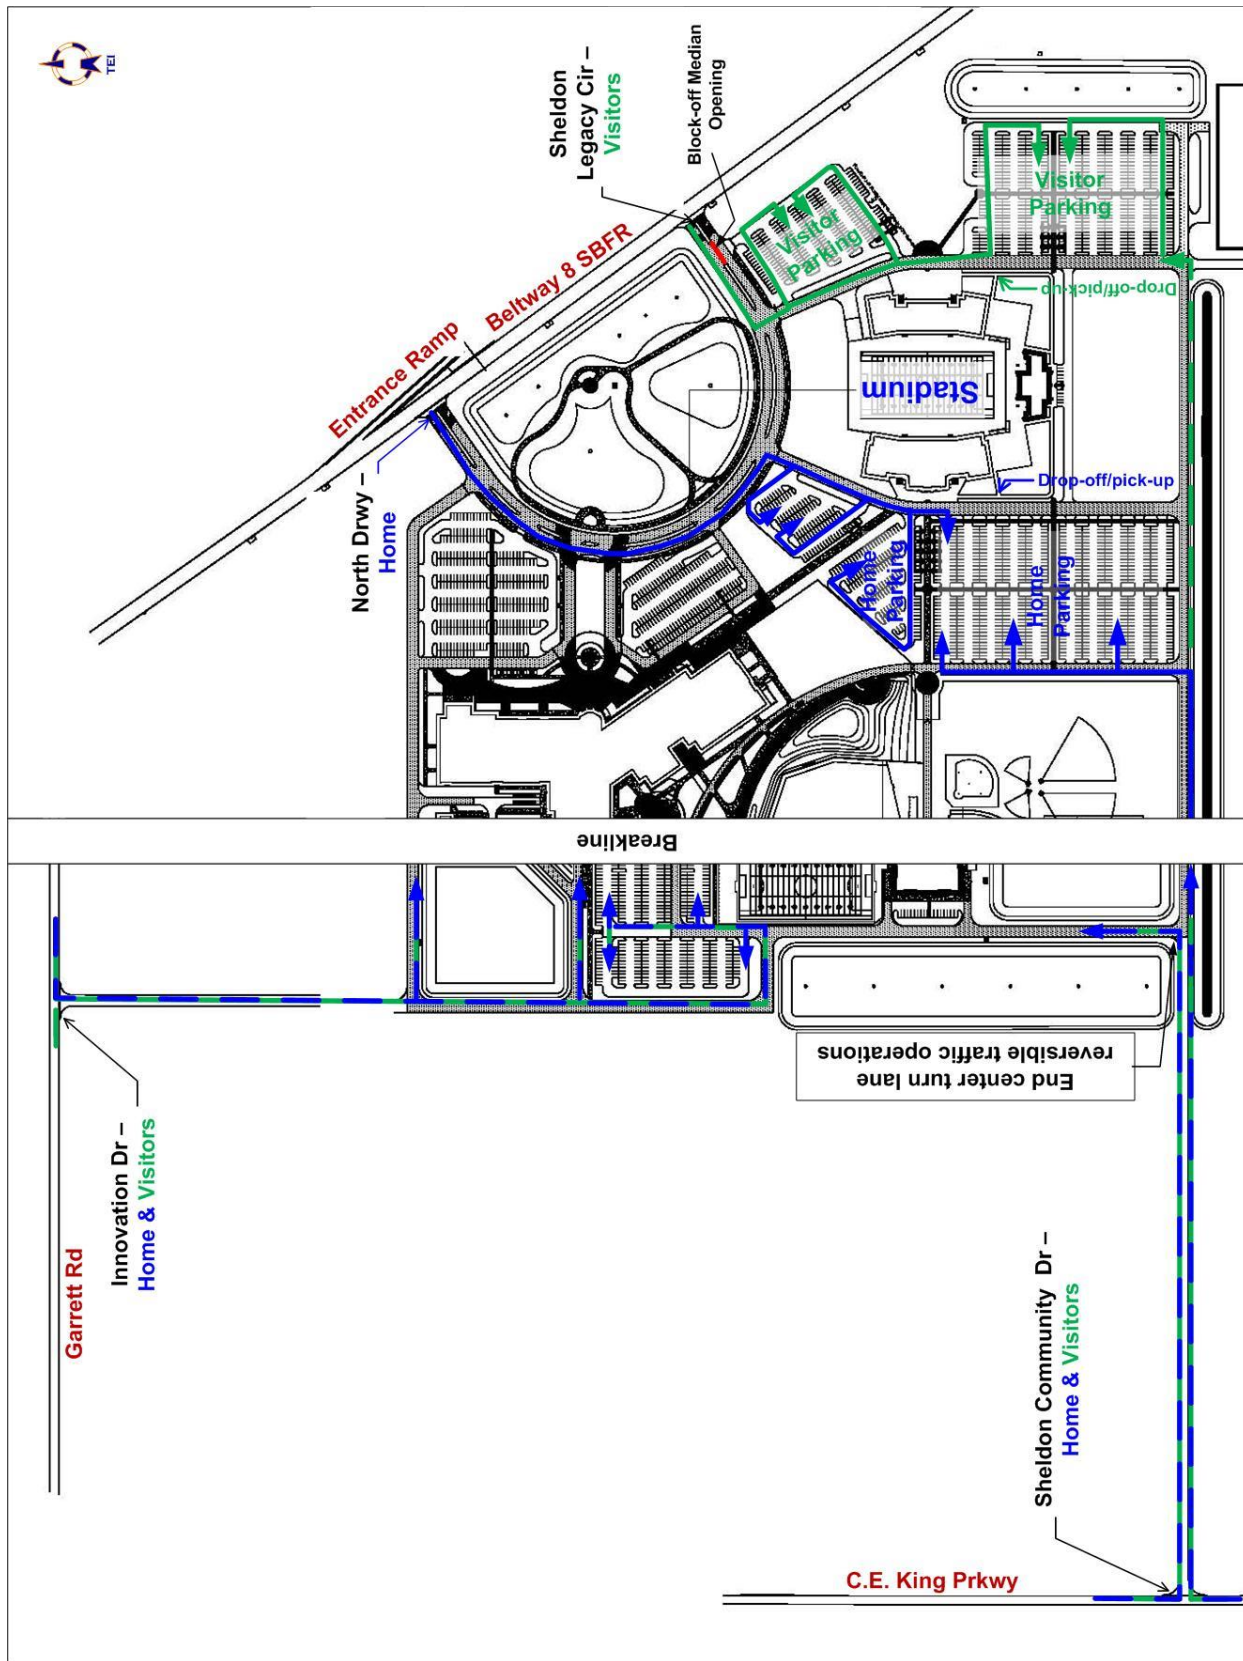 TEI
Sheldon
Legacy Cir –
Visitors
Block-off Median
Opening
Entrance Ramp
Beltway 8 SBFR
North Drwy –
Home
Visitor
Parking
Visitor
Parking
Drop-off/pick-up
Stadium
Drop-off/pick-up
Home
Parking
Home
Parking
Breakline
Garrett Rd
Innovation Dr –
Home & Visitors
End center turn lane
reversible traffic operations
Sheldon Community Dr –
Home & Visitors
C.E. King Prkwy